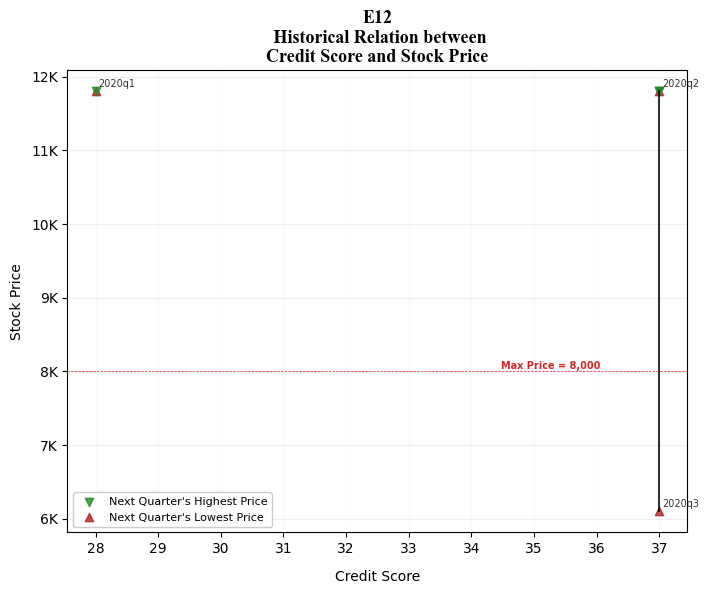 E12
Historical Relation between
Credit Score and Stock Price
12K
11K
10K
9K
8K
7K
6K
Stock Price
2020q1
2020q2
Max Price = 8,000
2020q3
Next Quarter's Highest Price
Next Quarter's Lowest Price
28 29 30 31 32 33 34 35 36 37
Credit Score